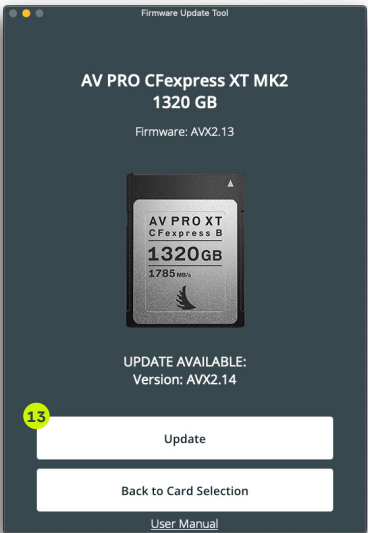 Firmware Update Tool
AV PRO CFexpress XT MK2
1320 GB
Firmware: AVX2.13
AV PRO XT
CFexpress B
1320GB
1785 MB/s
UPDATE AVAILABLE:
Version: AVX2.14
13
Update
Back to Card Selection
User Manual